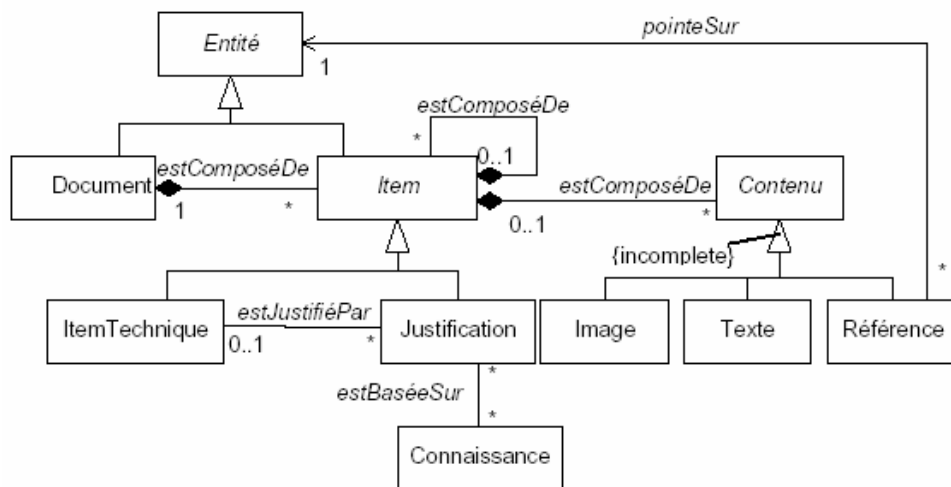 Entité
pointeSur
1
estComposéDe
*
0..1
Document
estComposéDe
1
*
Item
estComposéDe
0..1
*
Contenu
{incomplete}
*
ItemTechnique
estJustifiéPar
0..1
*
Justification
Image
Texte
Référence
*
estBaséeSur
*
Connaissance